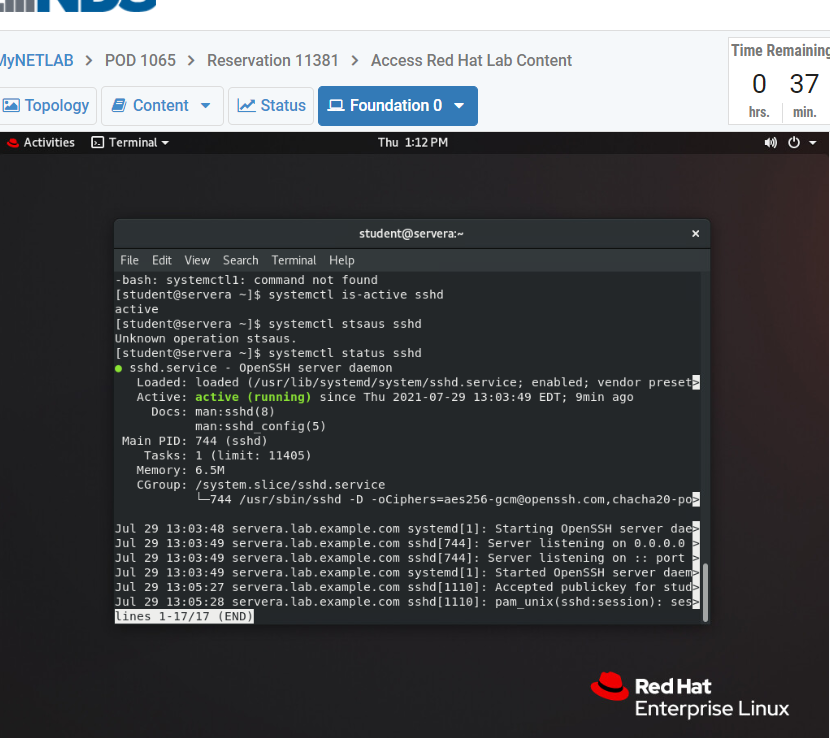 NDG
MyNETLAB > POD 1065 > Reservation 11381 > Access Red Hat Lab Content
Time Remaining
0 37
hrs. min.
Topology Content Status Foundation 0
Activities Terminal Thu 1:12 PM
student@servera:~ ×
File Edit View Search Terminal Help
-bash: systemctl1: command not found
[student@servera ~]$ systemctl is-active sshd
active
[student@servera ~]$ systemctl stsaus sshd
Unknown operation stsaus.
[student@servera ~]$ systemctl status sshd
● sshd.service - OpenSSH server daemon
Loaded: loaded (/usr/lib/systemd/system/sshd.service; enabled; vendor preset>
Active: active (running) since Thu 2021-07-29 13:03:49 EDT; 9min ago
Docs: man:sshd(8)
man:sshd_config(5)
Main PID: 744 (sshd)
Tasks: 1 (limit: 11405)
Memory: 6.5M
CGroup: /system.slice/sshd.service
└─744 /usr/sbin/sshd -D -oCiphers=aes256-gcm@openssh.com,chacha20-po>
Jul 29 13:03:48 servera.lab.example.com systemd[1]: Starting OpenSSH server dae>
Jul 29 13:03:49 servera.lab.example.com sshd[744]: Server listening on 0.0.0.0 >
Jul 29 13:03:49 servera.lab.example.com sshd[744]: Server listening on :: port >
Jul 29 13:03:49 servera.lab.example.com systemd[1]: Started OpenSSH server daem>
Jul 29 13:05:27 servera.lab.example.com sshd[1110]: Accepted publickey for stud>
Jul 29 13:05:28 servera.lab.example.com sshd[1110]: pam_unix(sshd:session): ses>
lines 1-17/17 (END)
Red Hat
Enterprise Linux